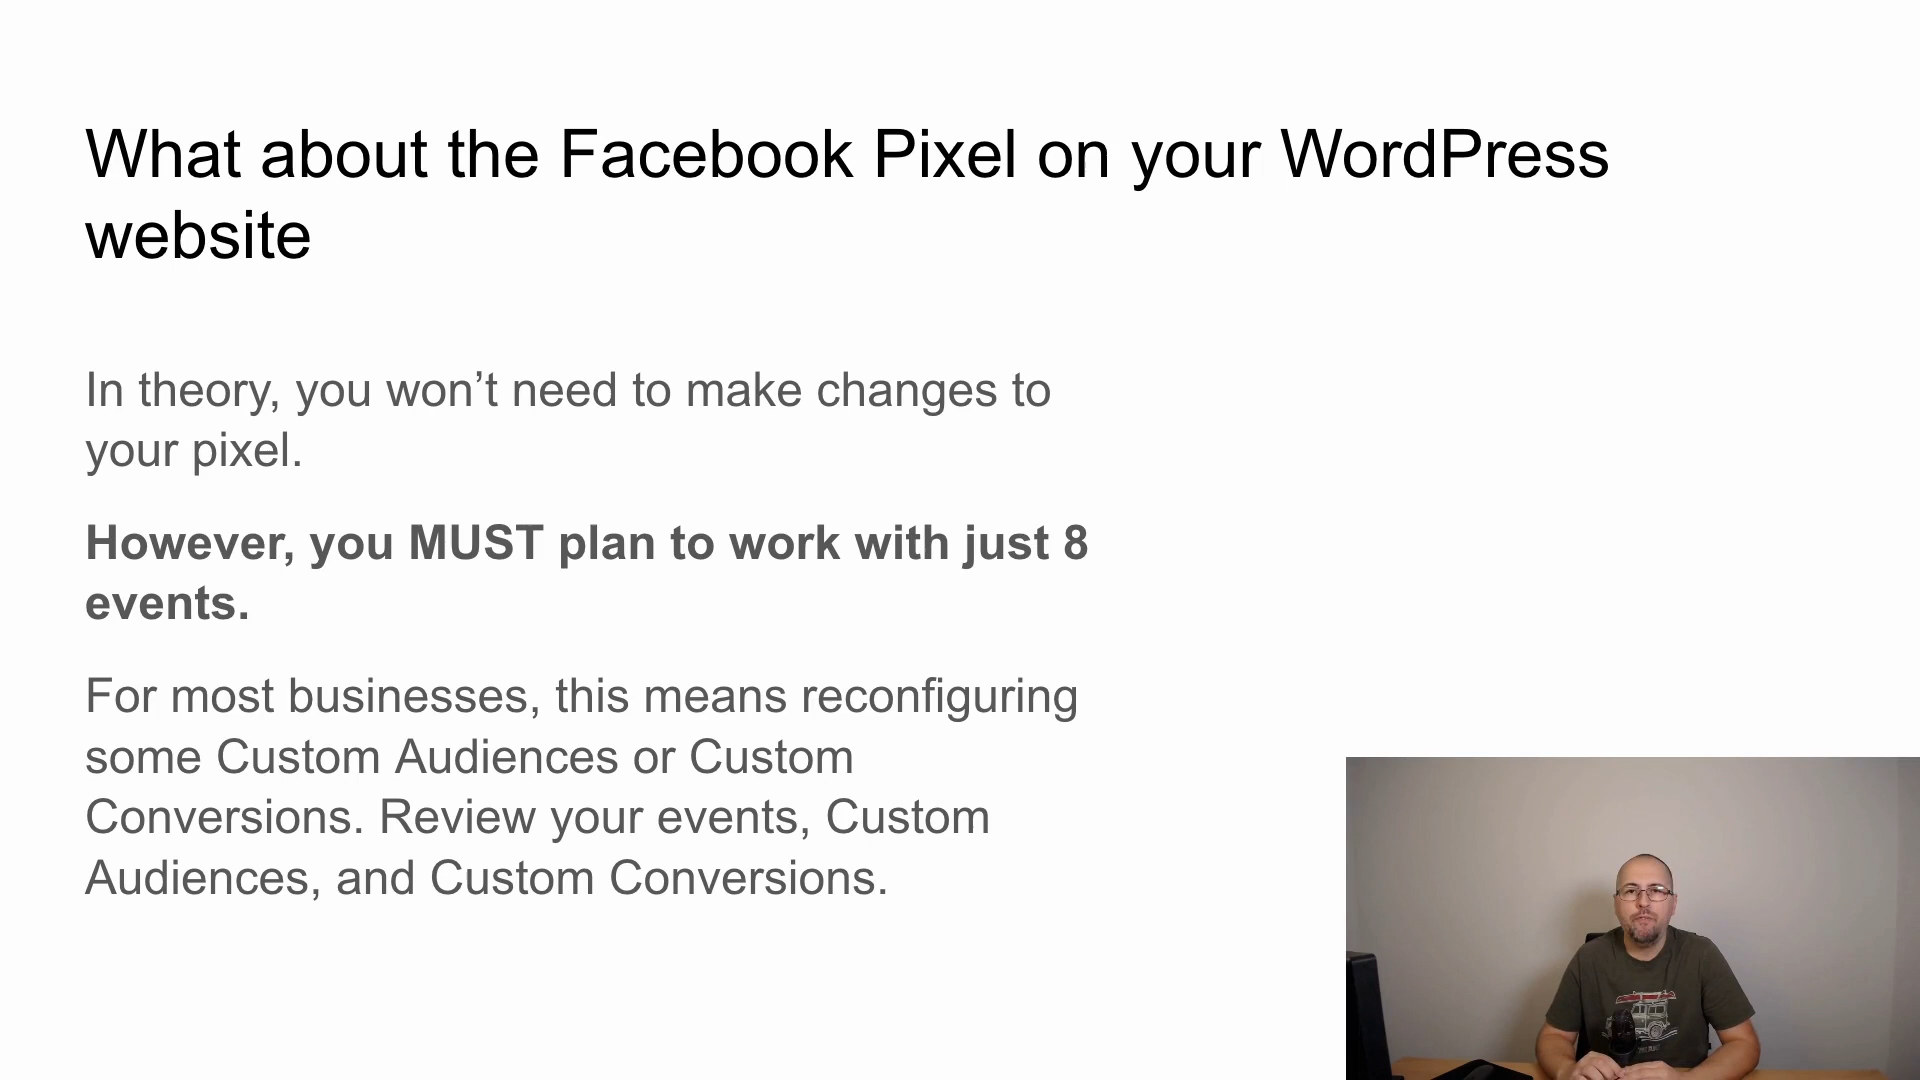 What about the Facebook Pixel on your WordPress
website
In theory, you won’t need to make changes to
your pixel.
However, you MUST plan to work with just 8
events.
For most businesses, this means reconfiguring
some Custom Audiences or Custom
Conversions. Review your events, Custom
Audiences, and Custom Conversions.